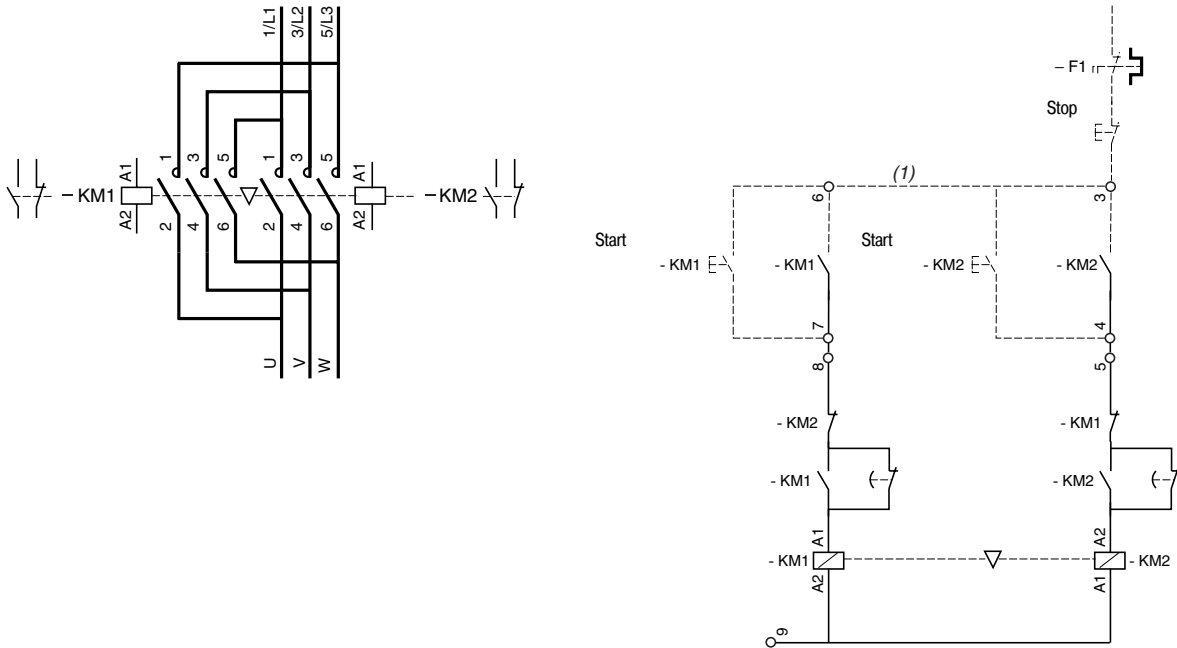 1/L1 3/L2 5/L3
1 3 5 1 3 5
A1 A1
– KM1 – KM2
A2 A2
2 4 6 2 4 6
U V W
– F1
Stop
(1)
6 3
Start Start
- KM1 - KM1 - KM2 - KM2
7 4
8 5
- KM2 - KM1
- KM1 - KM2
A1 A2
- KM1 - KM2
A2 A1
9